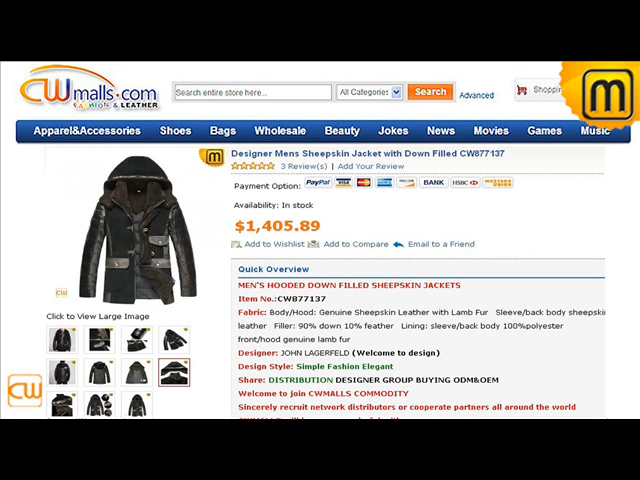 CWmalls.com
FASHION & LEATHER
Search entire store here...
All Categories
Search
Advanced
Shopping
Apparel&Accessories Shoes Bags Wholesale Beauty Jokes News Movies Games Music
Designer Mens Sheepskin Jacket with Down Filled CW877137
3 Review(s) | Add Your Review
Payment Option: PayPal VISA BANK HSBC WESTERN UNION
Availability: In stock
$1,405.89
Add to Wishlist Add to Compare Email to a Friend
Quick Overview
MEN'S HOODED DOWN FILLED SHEEPSKIN JACKETS
Item No.:CW877137
Fabric: Body/Hood: Genuine Sheepskin Leather with Lamb Fur Sleeve/back body sheepskin
leather Filler: 90% down 10% feather Lining: sleeve/back body 100%polyester
front/hood genuine lamb fur
Designer: JOHN LAGERFELD (Welcome to design)
Design Style: Simple Fashion Elegant
Share: DISTRIBUTION DESIGNER GROUP BUYING ODM&OEM
Welcome to join CWMALLS COMMODITY
Sincerely recruit network distributors or cooperate partners all around the world
CW
Click to View Large Image
CW